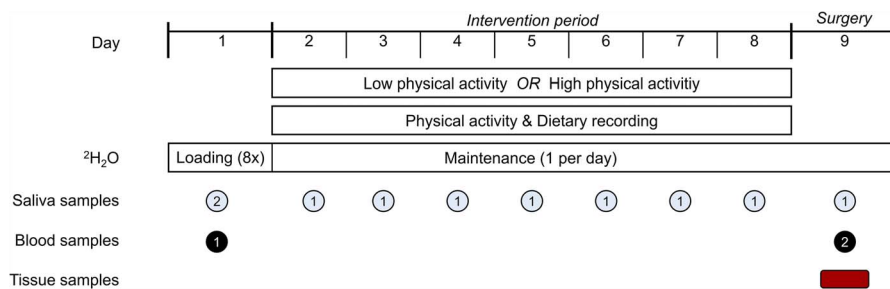 Intervention period Surgery
Day 1 2 3 4 5 6 7 8 9
Low physical activity OR High physical activitiy
Physical activity & Dietary recording
²H₂O Loading (8x) Maintenance (1 per day)
Saliva samples 2 1 1 1 1 1 1 1 1
Blood samples 1 2
Tissue samples